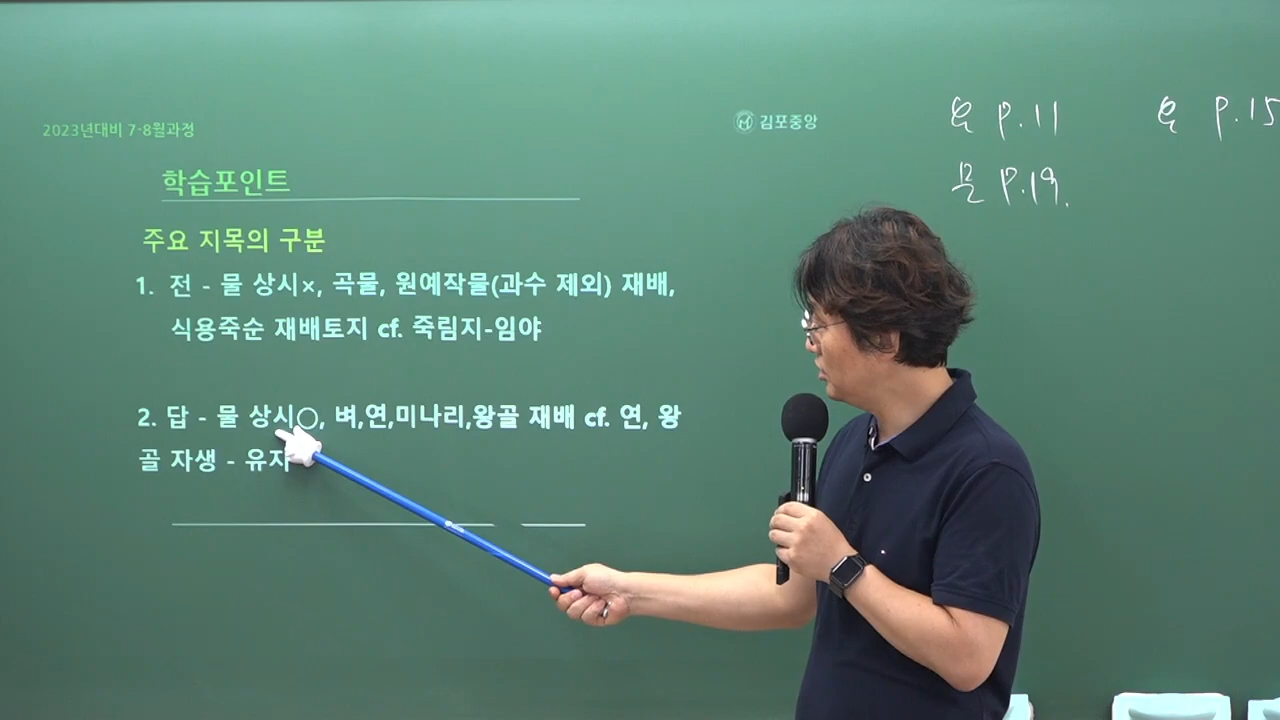 2023년대비 7-8월과정
김포중앙
학습포인트
주요 지목의 구분
1. 전 - 물 상시×, 곡물, 원예작물(과수 제외) 재배,
식용죽순 재배토지 cf. 죽림지-임야
2. 답 - 물 상시○, 벼,연,미나리,왕골 재배 cf. 연, 왕
골 자생 - 유지
P.11
P.15
문 P.19.